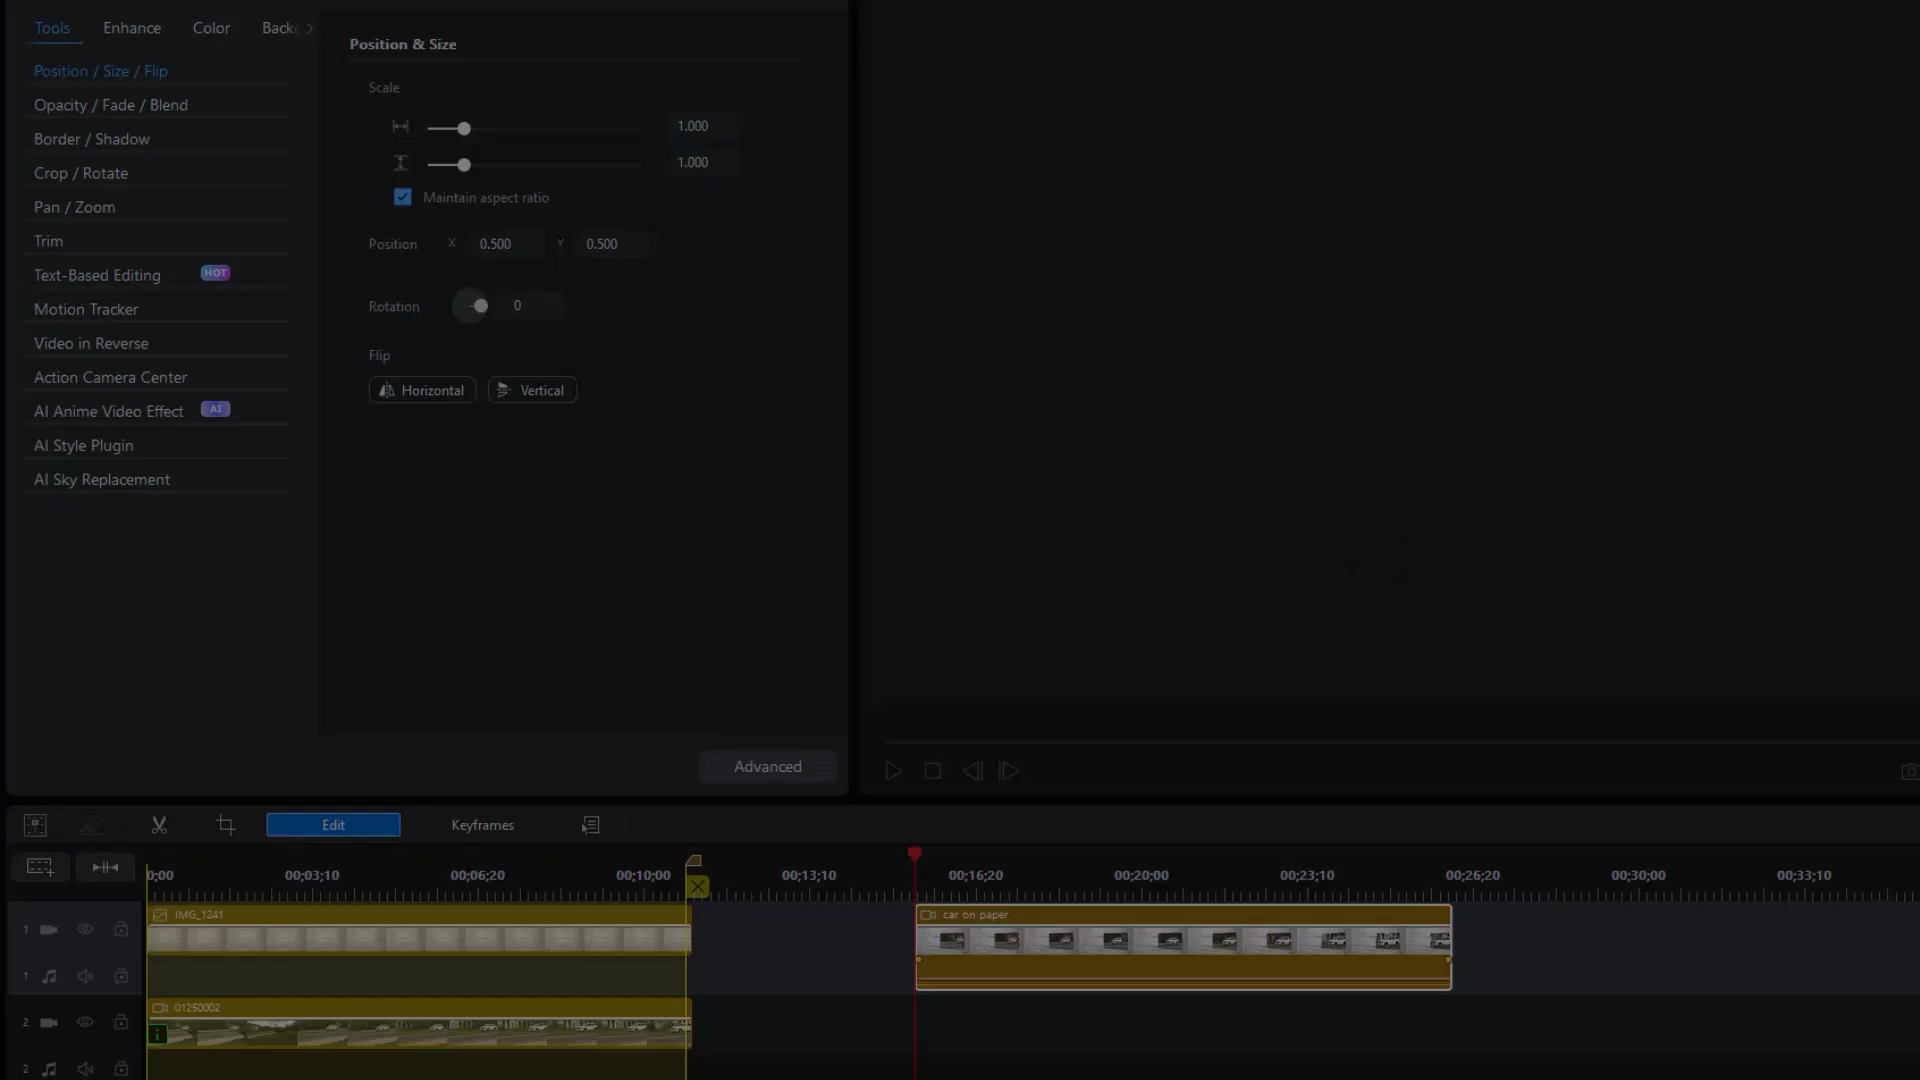 Tools Enhance Color Back
Position / Size / Flip
Opacity / Fade / Blend
Border / Shadow
Crop / Rotate
Pan / Zoom
Trim
Text-Based Editing HOT
Motion Tracker
Video in Reverse
Action Camera Center
AI Anime Video Effect AI
AI Style Plugin
AI Sky Replacement
Position & Size
Scale
1.000
1.000
Maintain aspect ratio
Position X 0.500 Y 0.500
Rotation 0
Flip
Horizontal Vertical
Advanced
Edit Keyframes
0;00 00;03;10 00;06;20 00;10;00 00;13;10 00;16;20 00;20;00 00;23;10 00;26;20 00;30;00 00;33;10
IMG_1241 car on paper
1
1
01250002
2
i
2